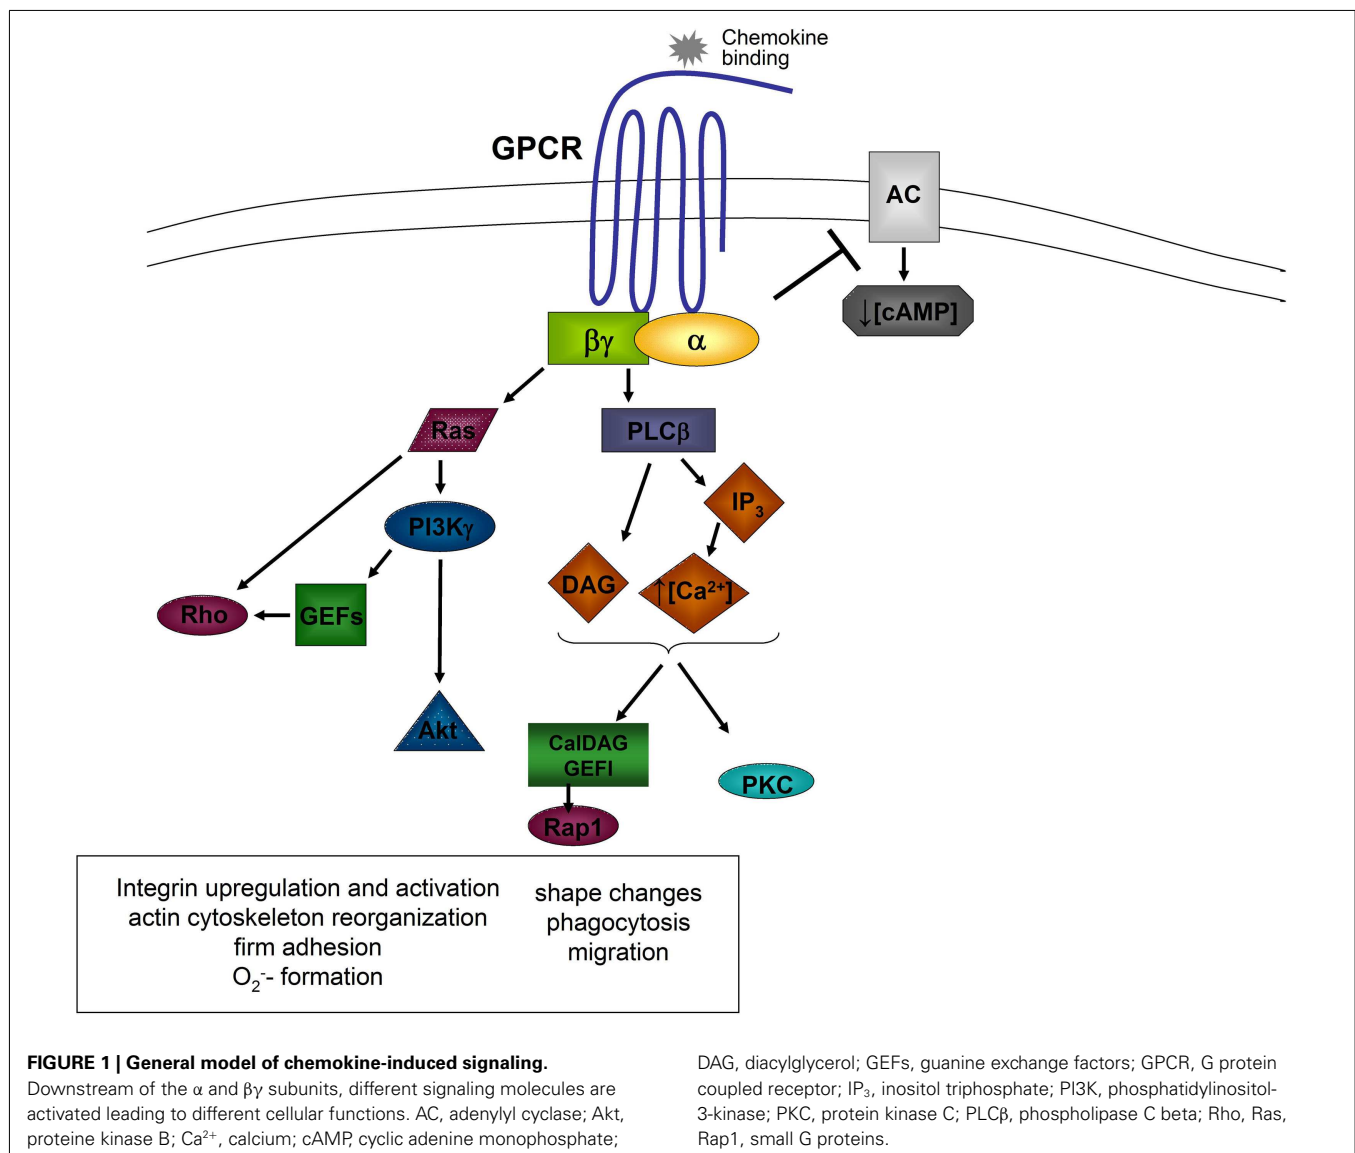 Chemokine
binding
GPCR
AC
↓[cAMP]
βγ
α
Ras
PLCβ
IP₃
PI3Kγ
DAG
↑[Ca²⁺]
Rho
GEFs
Akt
CalDAG
GEFI
PKC
Rap1
Integrin upregulation and activation
actin cytoskeleton reorganization
firm adhesion
O₂⁻- formation
shape changes
phagocytosis
migration
FIGURE 1 | General model of chemokine-induced signaling.
Downstream of the α and βγ subunits, different signaling molecules are
activated leading to different cellular functions. AC, adenylyl cyclase; Akt,
proteine kinase B; Ca²⁺, calcium; cAMP, cyclic adenine monophosphate;
DAG, diacylglycerol; GEFs, guanine exchange factors; GPCR, G protein
coupled receptor; IP₃, inositol triphosphate; PI3K, phosphatidylinositol-
3-kinase; PKC, protein kinase C; PLCβ, phospholipase C beta; Rho, Ras,
Rap1, small G proteins.